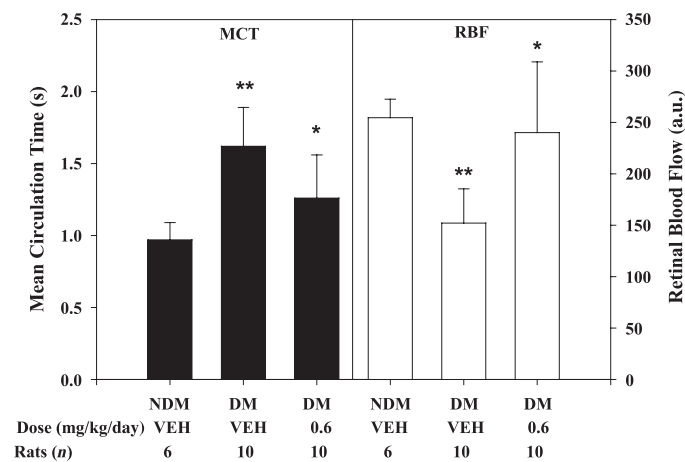 MCT RBF
** * ** *
Mean Circulation Time (s)
2.5
2.0
1.5
1.0
0.5
0.0
Retinal Blood Flow (a.u.)
350
300
250
200
150
100
50
0
NDM DM DM NDM DM DM
Dose (mg/kg/day) VEH VEH 0.6 VEH VEH 0.6
Rats (n) 6 10 10 6 10 10